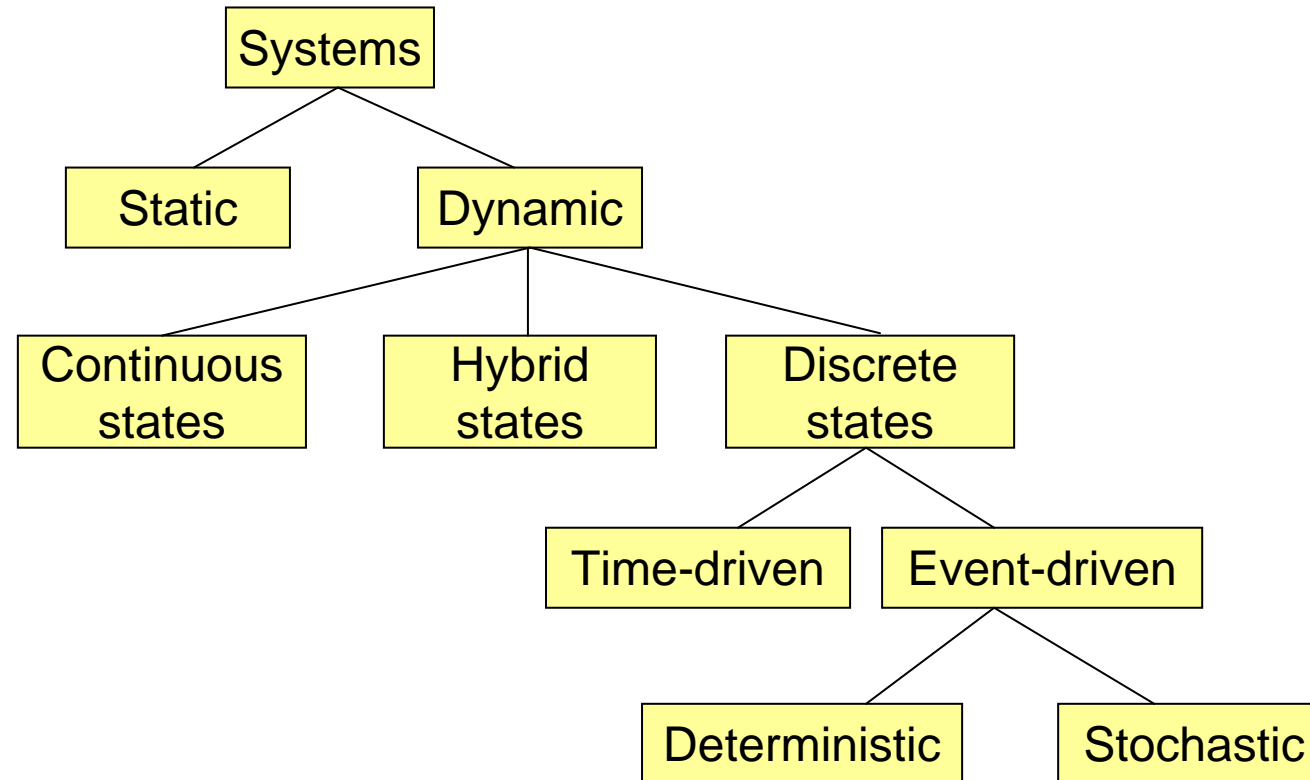 Systems
Static
Dynamic
Continuous
states
Hybrid
states
Discrete
states
Time-driven
Event-driven
Deterministic
Stochastic